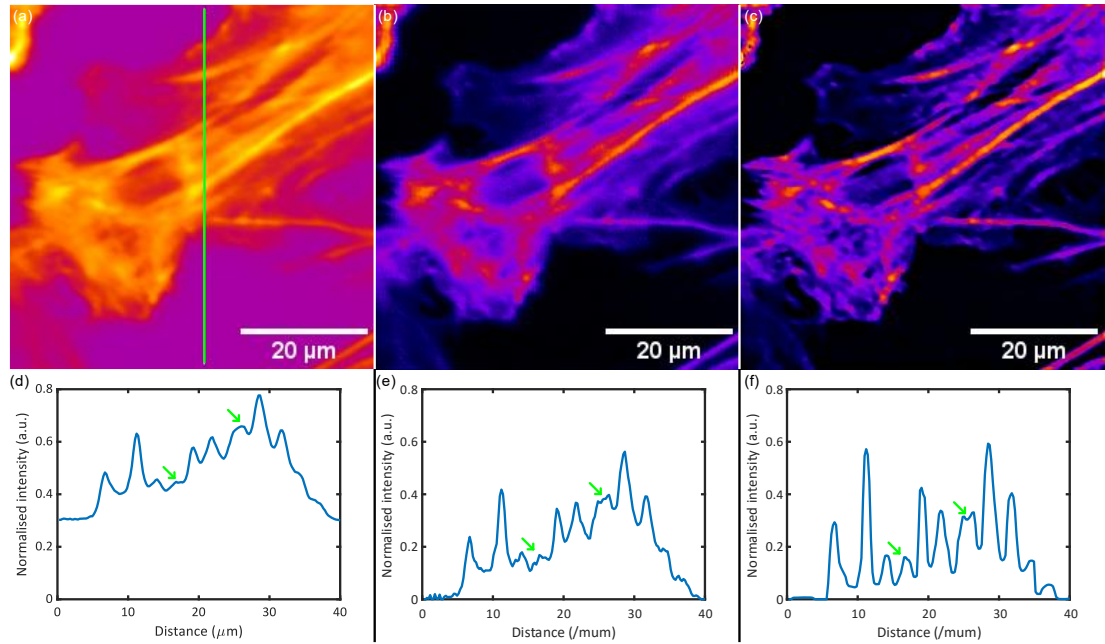 (a) (b) (c)
20 µm 20 µm 20 µm
(d) (e) (f)
0.8 0.8 0.8
0.6 0.6 0.6
0.4 0.4 0.4
0.2 0.2 0.2
0 0 0
Normalised intensity (a.u.) Normalised intensity (a.u.) Normalised intensity (a.u.)
0 10 20 30 40 0 10 20 30 40 0 10 20 30 40
Distance (µm) Distance (/mum) Distance (/mum)